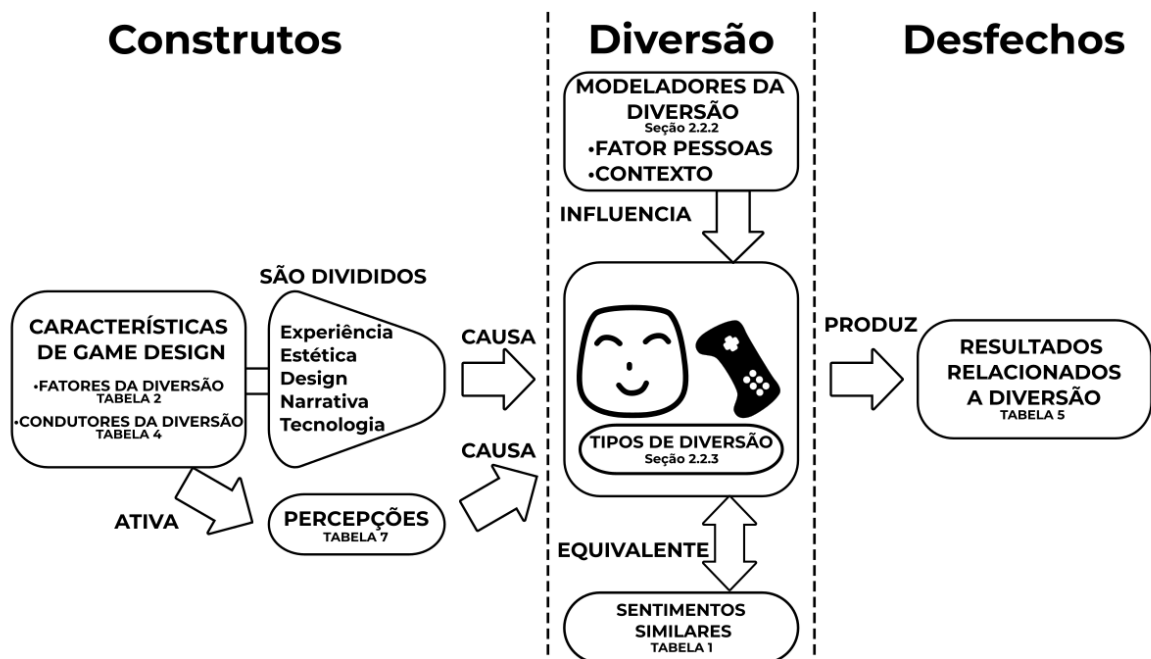 Construtos
Diversão
Desfechos
MODELADORES DA
DIVERSÃO
Seção 2.2.2
•FATOR PESSOAS
•CONTEXTO
INFLUENCIA
SÃO DIVIDIDOS
CARACTERÍSTICAS
DE GAME DESIGN
•FATORES DA DIVERSÃO
TABELA 2
•CONDUTORES DA DIVERSÃO
TABELA 4
Experiência
Estética
Design
Narrativa
Tecnologia
CAUSA
CAUSA
ATIVA
PERCEPÇÕES
TABELA 7
TIPOS DE DIVERSÃO
Seção 2.2.3
EQUIVALENTE
SENTIMENTOS
SIMILARES
TABELA 1
PRODUZ
RESULTADOS
RELACIONADOS
A DIVERSÃO
TABELA 5